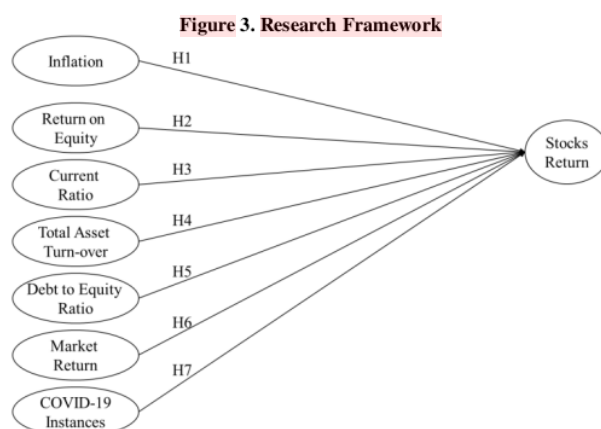 Figure 3. Research Framework
Inflation
H1
Return on
Equity
H2
Current
Ratio
H3
Total Asset
Turn-over
H4
Debt to Equity
Ratio
H5
Market
Return
H6
COVID-19
Instances
H7
Stocks
Return